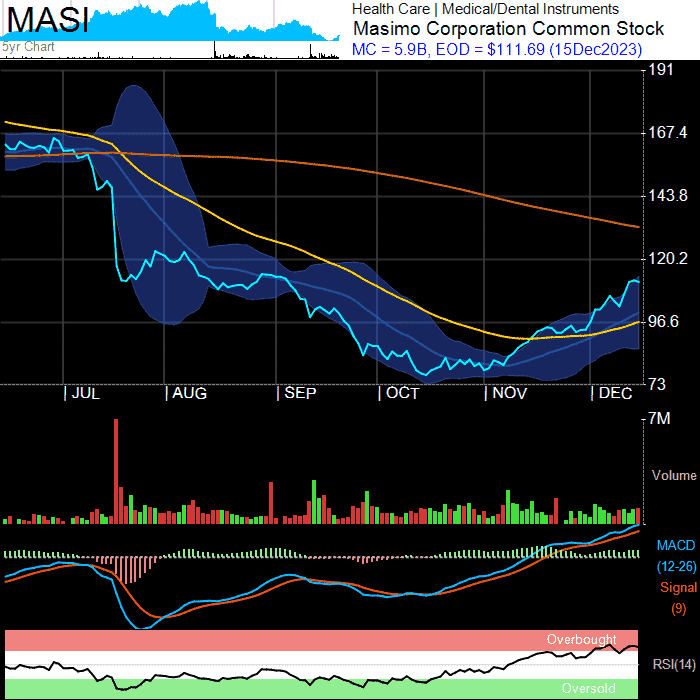 MASI
5yr Chart
Health Care | Medical/Dental Instruments
Masimo Corporation Common Stock
MC = 5.9B, EOD = $111.69 (15Dec2023)
191
167.4
143.8
120.2
96.6
73
JUL AUG SEP OCT NOV DEC
7M
Volume
MACD
(12-26)
Signal
(9)
Overbought
RSI(14)
Oversold